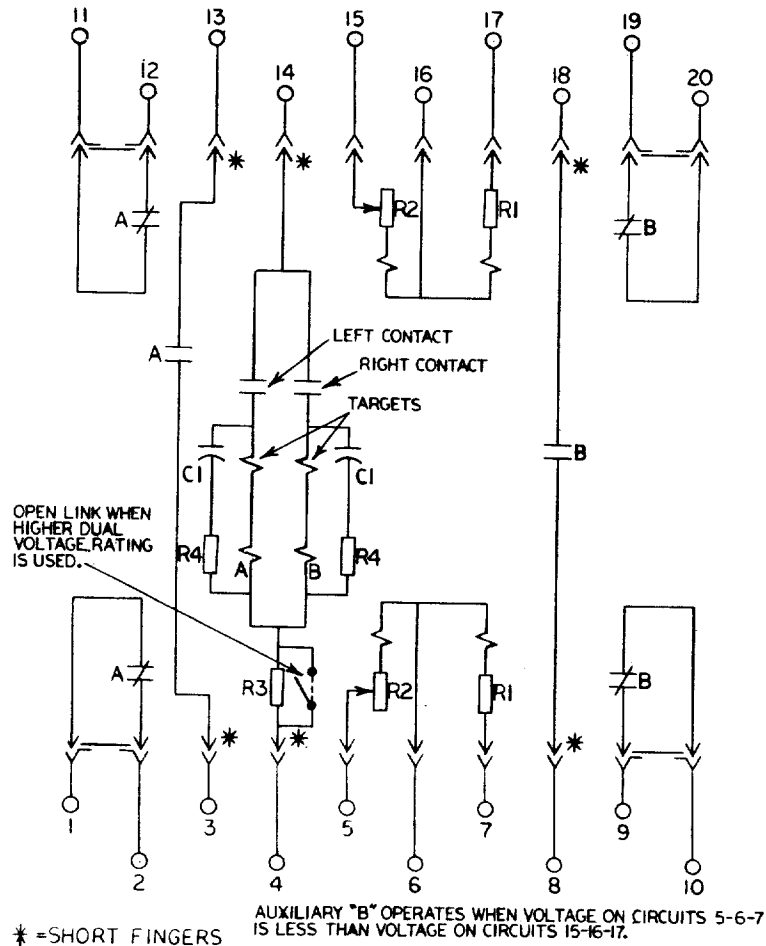 11
13
15
17
19
12
14
16
18
20
*
*
*
A
R2
R1
B
LEFT CONTACT
A
RIGHT CONTACT
TARGETS
B
C1
C1
OPEN LINK WHEN
HIGHER DUAL
VOLTAGE RATING
IS USED.
R4
R4
A
B
A
R3
R2
R1
B
*
*
*
1
3
5
7
9
2
4
6
8
10
* =SHORT FINGERS
AUXILIARY "B" OPERATES WHEN VOLTAGE ON CIRCUITS 5-6-7
IS LESS THAN VOLTAGE ON CIRCUITS 15-16-17.